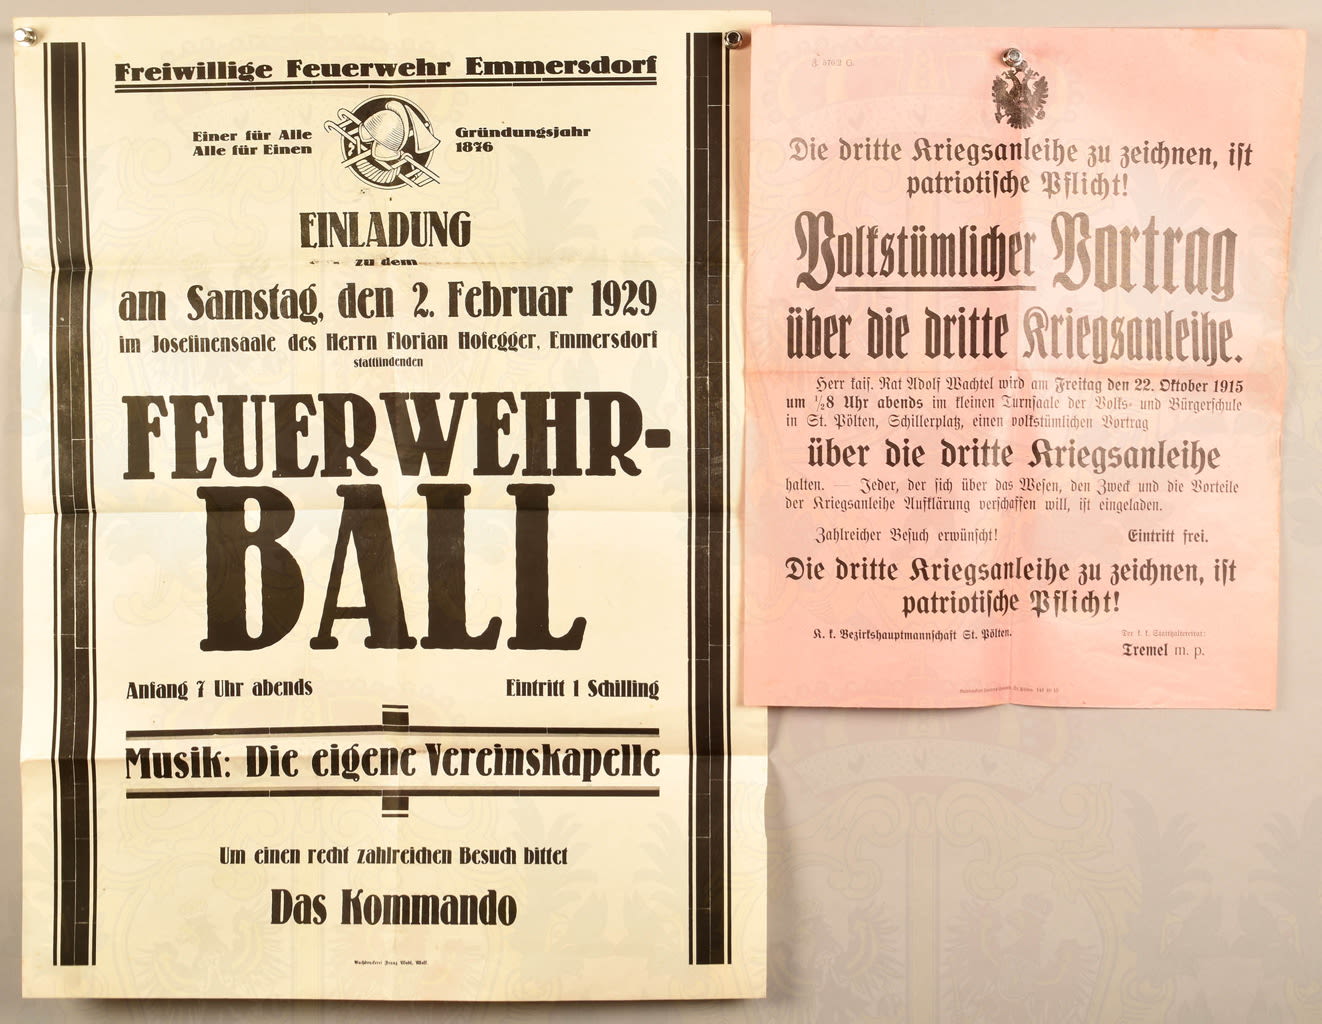 Freiwillige Feuerwehr Emmersdorf
Einer für Alle
Alle für Einen
Gründungsjahr
1876
EINLADUNG
zu dem
am Samstag, den 2. Februar 1929
im Josefinensaale des Herrn Florian Hofegger, Emmersdorf
stattfindenden
FEUERWEHR-
BALL
Anfang 7 Uhr abends
Eintritt 1 Schilling
Musik: Die eigene Vereinskapelle
Um einen recht zahlreichen Besuch bittet
Das Kommando
Buchdruckerei Franz
Die dritte Kriegsanleihe zu zeichnen, ist
patriotische Pflicht!
Volkstümlicher Vortrag
über die dritte Kriegsanleihe.
Herr kais. Rat Adolf Wachtel wird am Freitag den 22. Oktober 1915
um 1/28 Uhr abends im kleinen Turnsaale der Volks- und Bürgerschule
in St. Pölten, Schillerplatz, einen volkstümlichen Vortrag
über die dritte Kriegsanleihe
halten. — Jeder, der sich über das Wesen, den Zweck und die Vorteile
der Kriegsanleihe Aufklärung verschaffen will, ist eingeladen.
Zahlreicher Besuch erwünscht!
Eintritt frei.
Die dritte Kriegsanleihe zu zeichnen, ist
patriotische Pflicht!
K. k. Bezirkshauptmannschaft St. Pölten.
Der k. k. Statthaltereirat:
Tremel m. p.